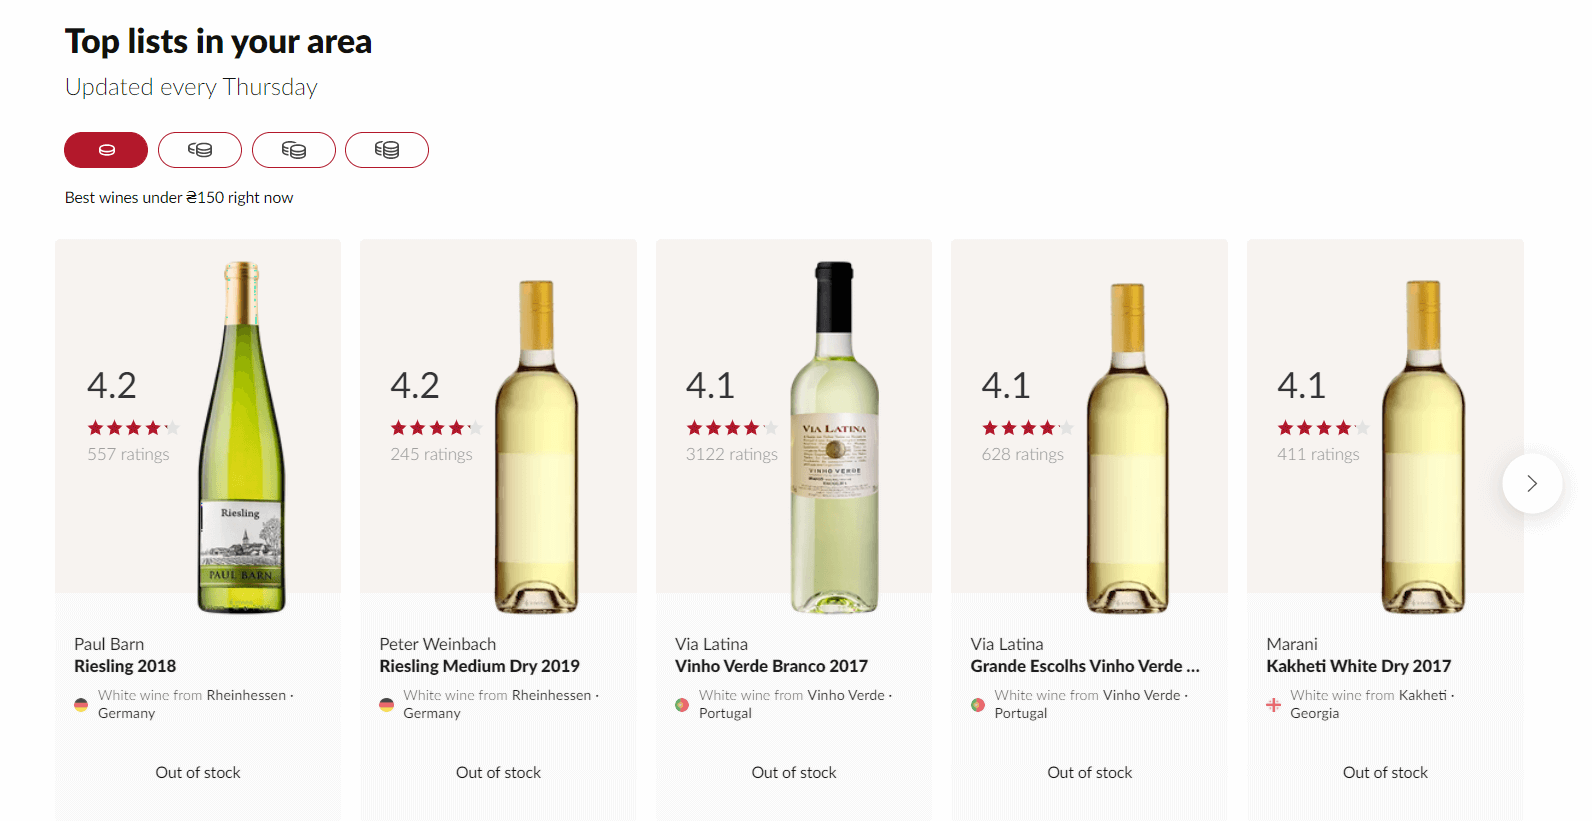 Top lists in your area
Updated every Thursday
Best wines under ₴150 right now
4.2
557 ratings
Riesling
PAUL BARN
Paul Barn
Riesling 2018
White wine from Rheinhessen ·
Germany
Out of stock
4.2
245 ratings
Peter Weinbach
Riesling Medium Dry 2019
White wine from Rheinhessen ·
Germany
Out of stock
4.1
3122 ratings
VIA LATINA
VINHO VERDE
Via Latina
Vinho Verde Branco 2017
White wine from Vinho Verde ·
Portugal
Out of stock
4.1
628 ratings
Via Latina
Grande Escolhs Vinho Verde ...
White wine from Vinho Verde ·
Portugal
Out of stock
4.1
411 ratings
Marani
Kakheti White Dry 2017
White wine from Kakheti ·
Georgia
Out of stock